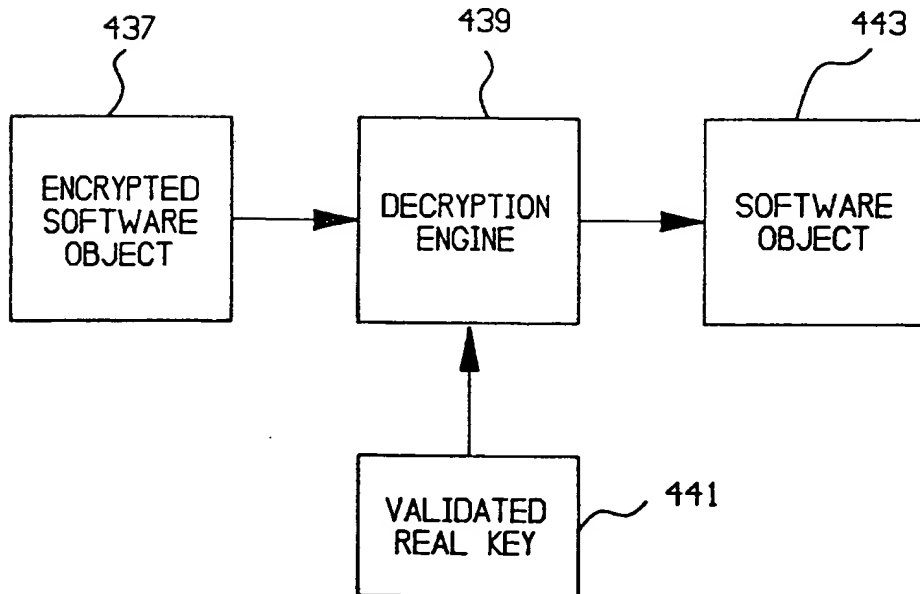 437
439
443
ENCRYPTED
SOFTWARE
OBJECT
DECRYPTION
ENGINE
SOFTWARE
OBJECT
VALIDATED
REAL KEY
441